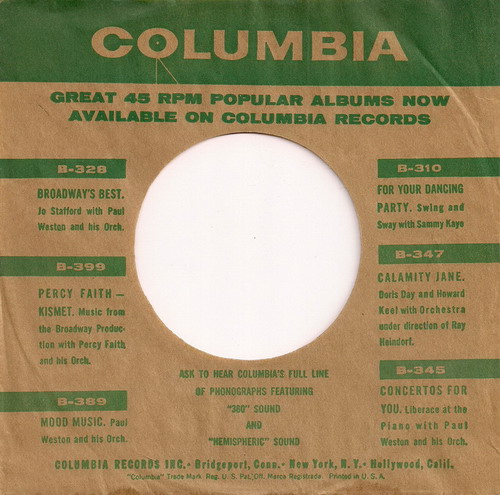 COLUMBIA
GREAT 45 RPM POPULAR ALBUMS NOW
AVAILABLE ON COLUMBIA RECORDS
B-328
BROADWAY'S BEST.
Jo Stafford with Paul
Weston and his Orch.
B-399
PERCY FAITH —
KISMET. Music from
the Broadway Produc-
tion with Percy Faith
and his Orch.
B-389
MOOD MUSIC. Paul
Weston and his Orch.
B-310
FOR YOUR DANCING
PARTY. Swing and
Sway with Sammy Kaye
B-347
CALAMITY JANE.
Doris Day and Howard
Keel with Orchestra
under direction of Ray
Heindorf.
B-345
CONCERTOS FOR
YOU. Liberace at the
Piano with Paul
Weston and his Orch.
ASK TO HEAR COLUMBIA'S FULL LINE
OF PHONOGRAPHS FEATURING
"360" SOUND
AND
"HEMISPHERIC" SOUND
COLUMBIA RECORDS INC. • Bridgeport, Conn. • New York, N. Y. • Hollywood, Calif.
"Columbia" Trade Mark Reg. U. S. Pat. Off. Marca Registrada. Printed in U. S. A.